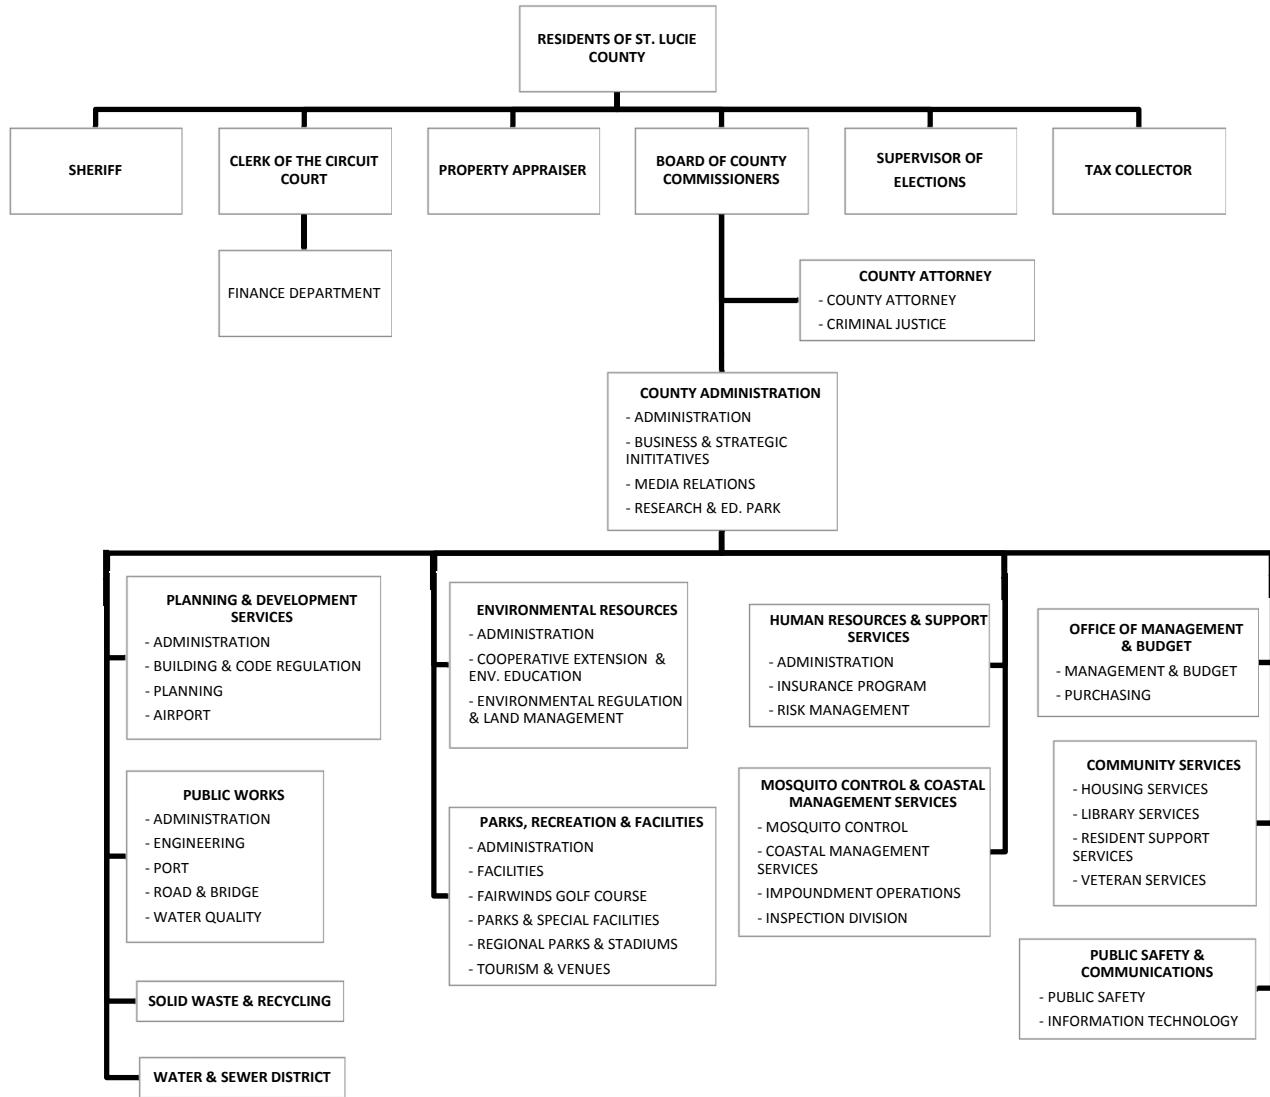 RESIDENTS OF ST. LUCIE
COUNTY
SHERIFF
CLERK OF THE CIRCUIT
COURT
PROPERTY APPRAISER
BOARD OF COUNTY
COMMISSIONERS
SUPERVISOR OF
ELECTIONS
TAX COLLECTOR
FINANCE DEPARTMENT
COUNTY ATTORNEY
- COUNTY ATTORNEY
- CRIMINAL JUSTICE
COUNTY ADMINISTRATION
- ADMINISTRATION
- BUSINESS & STRATEGIC
INITITATIVES
- MEDIA RELATIONS
- RESEARCH & ED. PARK
PLANNING & DEVELOPMENT
SERVICES
- ADMINISTRATION
- BUILDING & CODE REGULATION
- PLANNING
- AIRPORT
ENVIRONMENTAL RESOURCES
- ADMINISTRATION
- COOPERATIVE EXTENSION &
ENV. EDUCATION
- ENVIRONMENTAL REGULATION
& LAND MANAGEMENT
HUMAN RESOURCES & SUPPORT
SERVICES
- ADMINISTRATION
- INSURANCE PROGRAM
- RISK MANAGEMENT
OFFICE OF MANAGEMENT
& BUDGET
- MANAGEMENT & BUDGET
- PURCHASING
PUBLIC WORKS
- ADMINISTRATION
- ENGINEERING
- PORT
- ROAD & BRIDGE
- WATER QUALITY
PARKS, RECREATION & FACILITIES
- ADMINISTRATION
- FACILITIES
- FAIRWINDS GOLF COURSE
- PARKS & SPECIAL FACILITIES
- REGIONAL PARKS & STADIUMS
- TOURISM & VENUES
MOSQUITO CONTROL & COASTAL
MANAGEMENT SERVICES
- MOSQUITO CONTROL
- COASTAL MANAGEMENT
SERVICES
- IMPOUNDMENT OPERATIONS
- INSPECTION DIVISION
COMMUNITY SERVICES
- HOUSING SERVICES
- LIBRARY SERVICES
- RESIDENT SUPPORT
SERVICES
- VETERAN SERVICES
PUBLIC SAFETY &
COMMUNICATIONS
- PUBLIC SAFETY
- INFORMATION TECHNOLOGY
SOLID WASTE & RECYCLING
WATER & SEWER DISTRICT